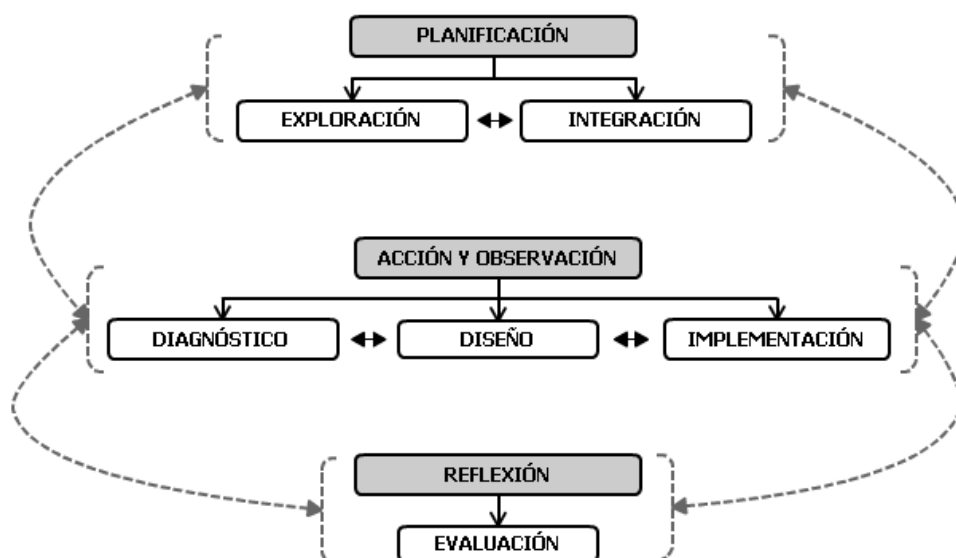 PLANIFICACIÓN
EXPLORACIÓN
INTEGRACIÓN
ACCIÓN Y OBSERVACIÓN
DIAGNÓSTICO
DISEÑO
IMPLEMENTACIÓN
REFLEXIÓN
EVALUACIÓN